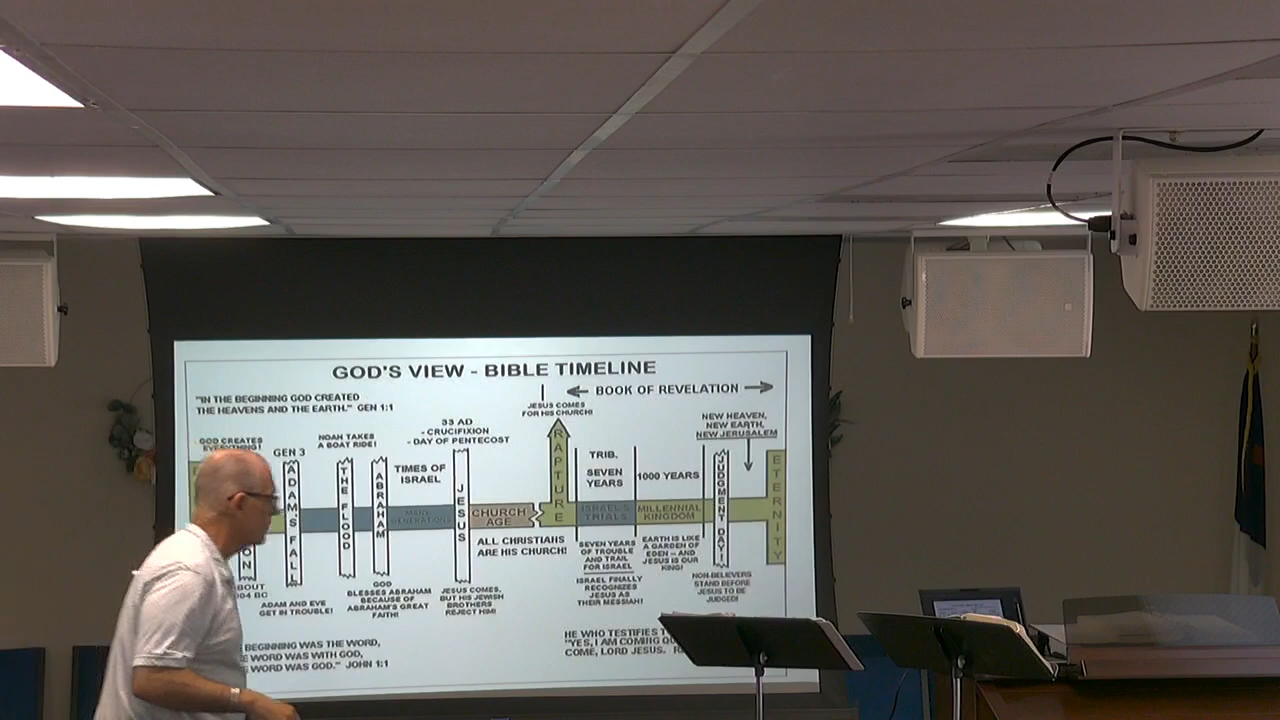 GOD'S VIEW - BIBLE TIMELINE
"IN THE BEGINNING GOD CREATED
THE HEAVENS AND THE EARTH." GEN 1:1
JESUS COMES
FOR HIS CHURCH!
BOOK OF REVELATION
GOD CREATES
EVERYTHING!
GEN 3
NOAH TAKES
A BOAT RIDE!
33 AD
- CRUCIFIXION
- DAY OF PENTECOST
NEW HEAVEN,
NEW EARTH,
NEW JERUSALEM
ADAM'S FALL
THE FLOOD
ABRAHAM
TIMES OF
ISRAEL
MANY
GENERATIONS
JESUS
CHURCH
AGE
RAPTURE
TRIB.
SEVEN
YEARS
ISRAEL'S
TRIALS
1000 YEARS
MILLENNIAL
KINGDOM
JUDGMENT DAY!
ETERNITY
ALL CHRISTIANS
ARE HIS CHURCH!
ADAM AND EVE
GET IN TROUBLE!
GOD
BLESSES ABRAHAM
BECAUSE OF
ABRAHAM'S GREAT
FAITH!
JESUS COMES,
BUT HIS JEWISH
BROTHERS
REJECT HIM!
SEVEN YEARS
OF TROUBLE
AND TRAIL
FOR ISRAEL
ISRAEL FINALLY
RECOGNIZES
JESUS AS
THEIR MESSIAH!
EARTH IS LIKE
A GARDEN OF
EDEN - AND
JESUS IS OUR
KING!
NON-BELIEVERS
STAND BEFORE
JESUS TO BE
JUDGED!
BEGINNING WAS THE WORD,
WORD WAS WITH GOD,
WORD WAS GOD." JOHN 1:1
HE WHO TESTIFIES
"YES, I AM COMING
COME, LORD JESUS.